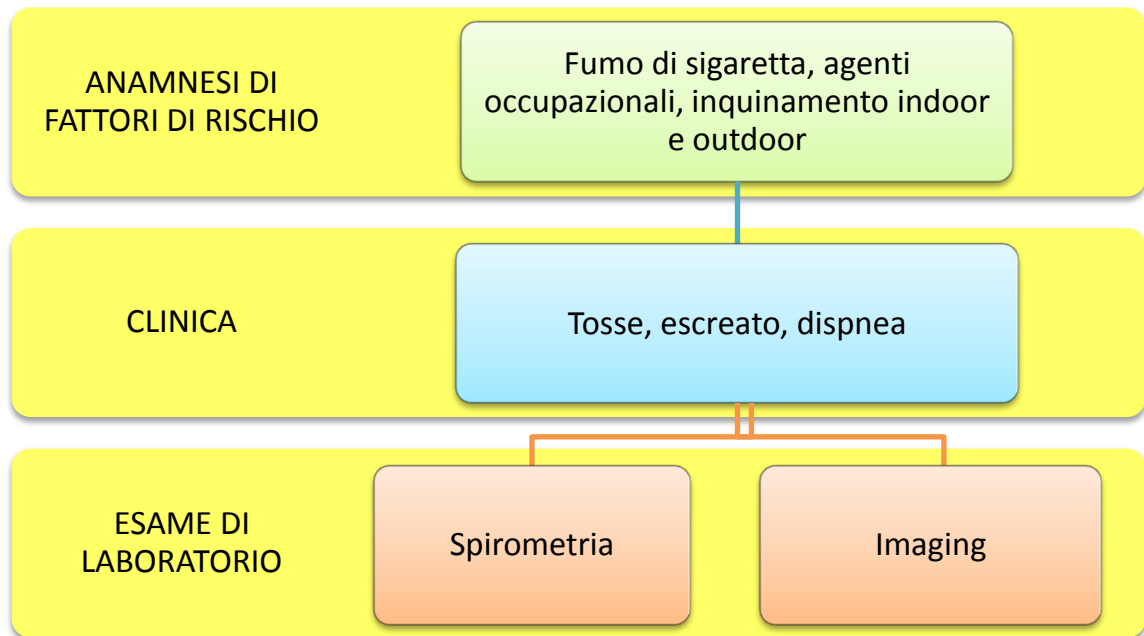 ANAMNESI DI
FATTORI DI RISCHIO
Fumo di sigaretta, agenti
occupazionali, inquinamento indoor
e outdoor
CLINICA
Tosse, escreato, dispnea
ESAME DI
LABORATORIO
Spirometria
Imaging